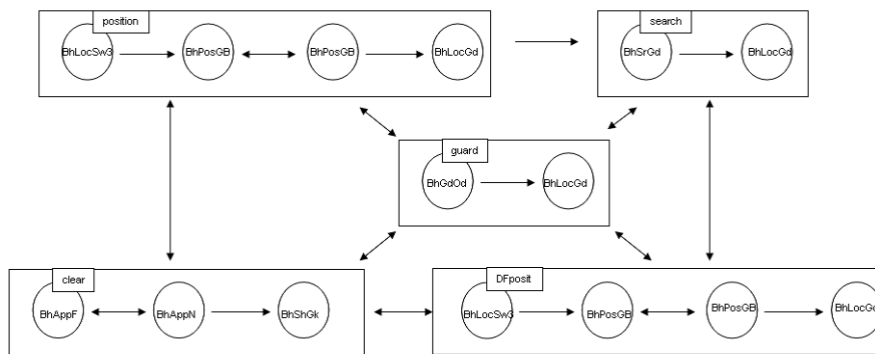 position
BhLocSw3
BhPosGB
BhPosGB
BhLocGd
search
BhSrGd
BhLocGd
guard
BhGdOd
BhLocGd
clear
BhAppF
BhAppN
BhShGk
DFposit
BhLocSw3
BhPosGB
BhPosGB
BhLocGd